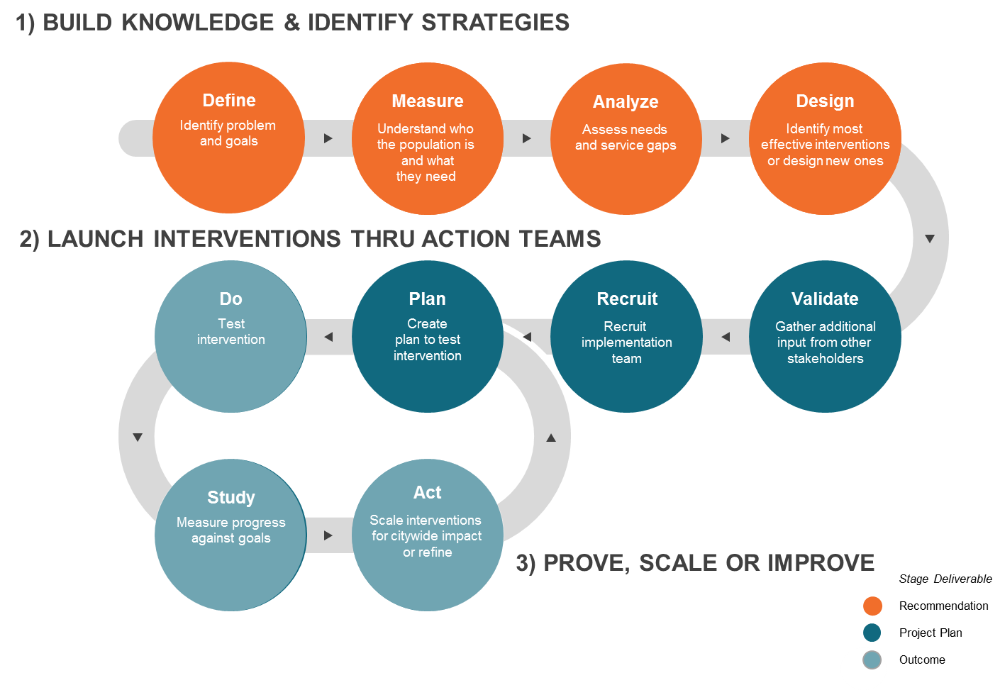 1) BUILD KNOWLEDGE & IDENTIFY STRATEGIES
Define
Identify problem
and goals
Measure
Understand who
the population is
and what
they need
Analyze
Assess needs
and service gaps
Design
Identify most
effective interventions
or design new ones
2) LAUNCH INTERVENTIONS THRU ACTION TEAMS
Validate
Gather additional
input from other
stakeholders
Recruit
Recruit
implementation
team
Plan
Create
plan to test
intervention
Do
Test
intervention
Study
Measure progress
against goals
Act
Scale interventions
for citywide impact
or refine
3) PROVE, SCALE OR IMPROVE
Stage Deliverable
Recommendation
Project Plan
Outcome